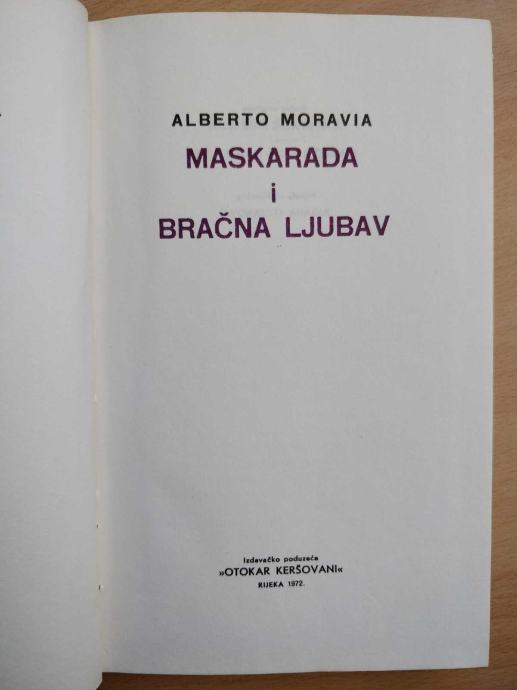 ALBERTO MORAVIA
MASKARADA
i
BRAČNA LJUBAV
Izdavačko poduzeće
»OTOKAR KERŠOVANI«
RIJEKA 1972.